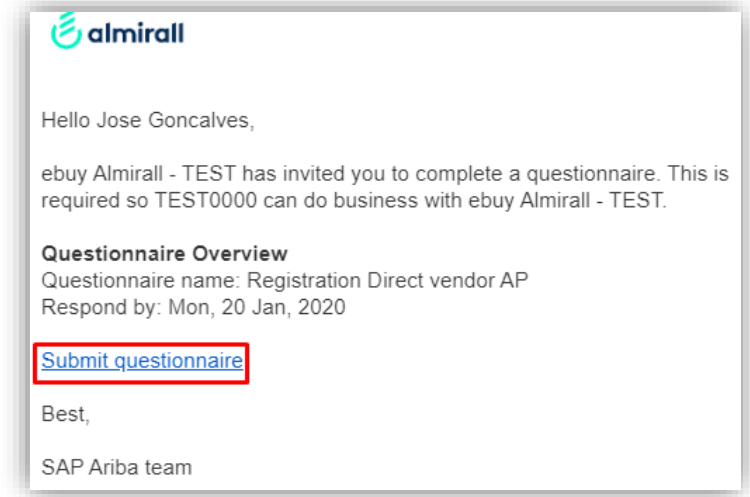 almirall
Hello Jose Goncalves,
ebuy Almirall - TEST has invited you to complete a questionnaire. This is
required so TEST0000 can do business with ebuy Almirall - TEST.
Questionnaire Overview
Questionnaire name: Registration Direct vendor AP
Respond by: Mon, 20 Jan, 2020
Submit questionnaire
Best,
SAP Ariba team